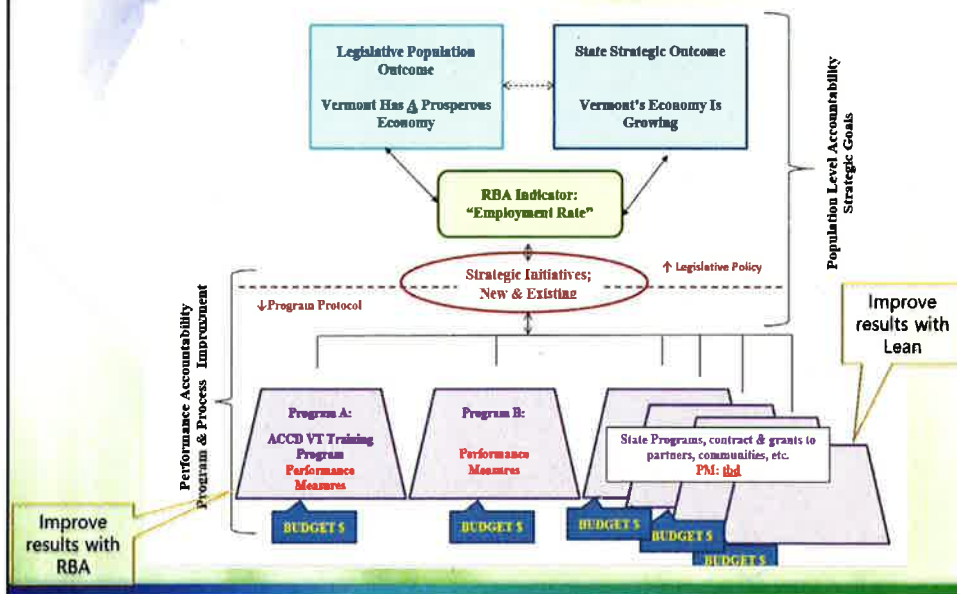 Legislative Population
Outcome
Vermont Has A Prosperous
Economy
State Strategic Outcome
Vermont's Economy Is
Growing
RBA Indicator:
"Employment Rate"
Strategic Initiatives;
New & Existing
↑ Legislative Policy
↓Program Protocol
Population Level Accountability
Strategic Goals
Performance Accountability
Program & Process Improvment
Improve
results with
Lean
Program A:
ACCD VT Training
Program
Performance
Measures
Program B:
Performance
Measures
State Programs, contract & grants to
partners, communities, etc.
PM: tbd
BUDGET $
BUDGET $
BUDGET $
BUDGET $
BUDGET $
Improve
results with
RBA